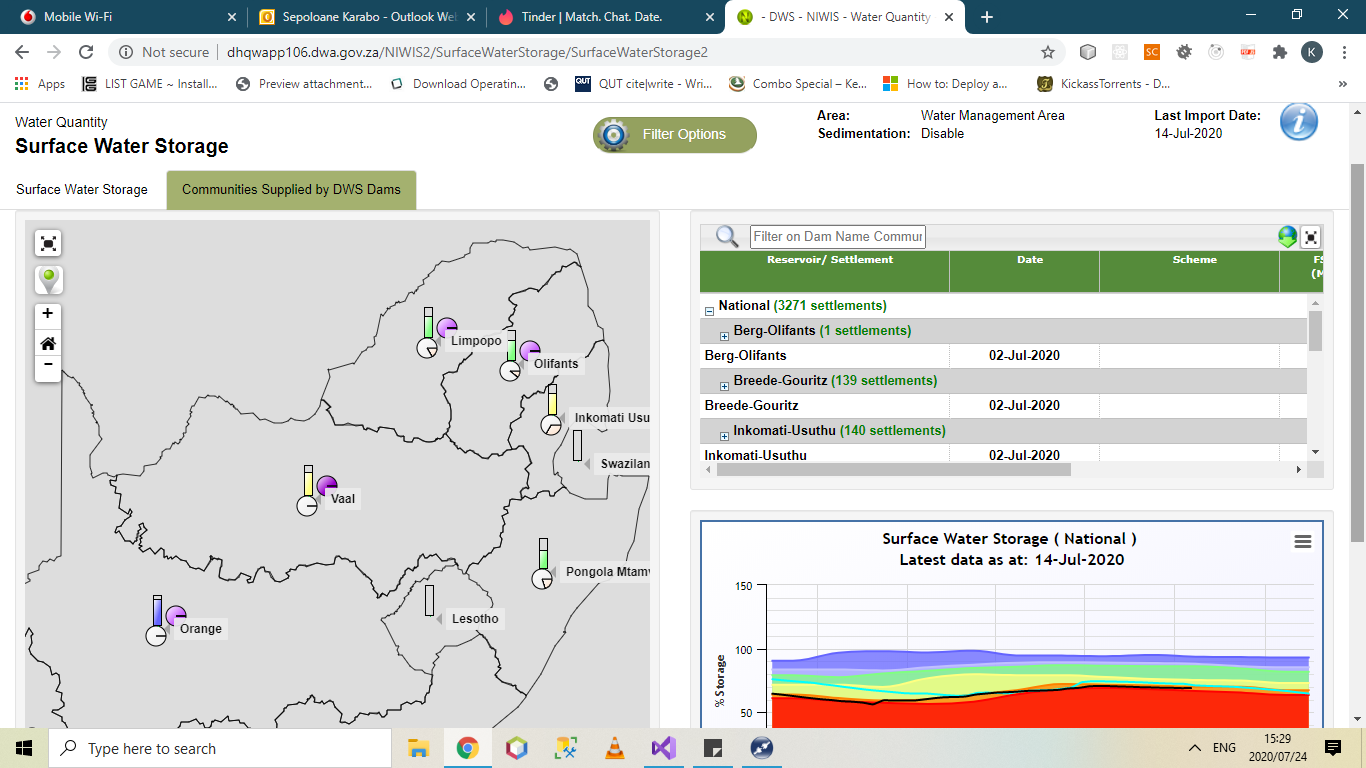 Mobile Wi-Fi
Sepoloane Karabo - Outlook We
Tinder | Match. Chat. Date.
- DWS - NIWIS - Water Quantity
Not secure | dhqwapp106.dwa.gov.za/NIWIS2/SurfaceWaterStorage/SurfaceWaterStorage2
SC
K
Apps
LIST GAME ~ Install...
Preview attachment...
Download Operatin...
QUT
QUT cite|write - Wri...
Combo Special – Ke...
How to: Deploy a...
KickassTorrents - D...
»
Water Quantity
Surface Water Storage
Filter Options
Area: Water Management Area
Sedimentation: Disable
Last Import Date:
14-Jul-2020
Surface Water Storage
Communities Supplied by DWS Dams
+
−
Limpopo
Olifants
Inkomati Usu
Swazilan
Vaal
Pongola Mtamv
Lesotho
Orange
Filter on Dam Name Commur
Reservoir/ Settlement Date Scheme FS
(M
National (3271 settlements)
Berg-Olifants (1 settlements)
Berg-Olifants 02-Jul-2020
Breede-Gouritz (139 settlements)
Breede-Gouritz 02-Jul-2020
Inkomati-Usuthu (140 settlements)
Inkomati-Usuthu 02-Jul-2020
Surface Water Storage ( National )
Latest data as at: 14-Jul-2020
% Storage
150
100
50
Type here to search
ENG
15:29
2020/07/24